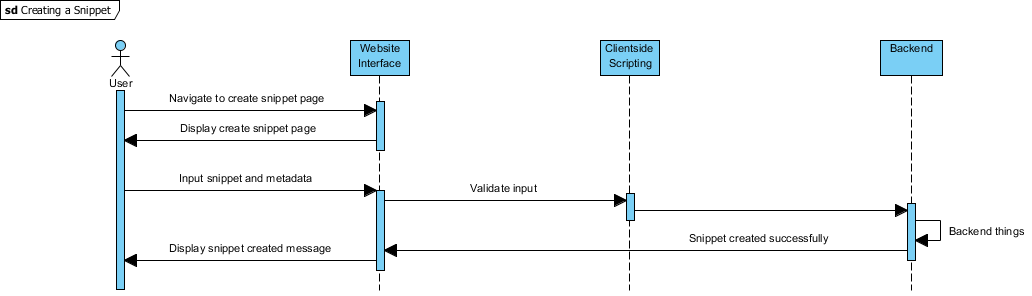 sd Creating a Snippet
Website
Interface
Clientside
Scripting
Backend
User
Navigate to create snippet page
Display create snippet page
Input snippet and metadata
Validate input
Backend things
Snippet created successfully
Display snippet created message